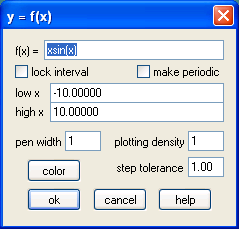 y = f(x)
f(x) = xsin(x)
lock interval make periodic
low x -10.00000
high x 10.00000
pen width 1 plotting density 1
color step tolerance 1.00
ok cancel help